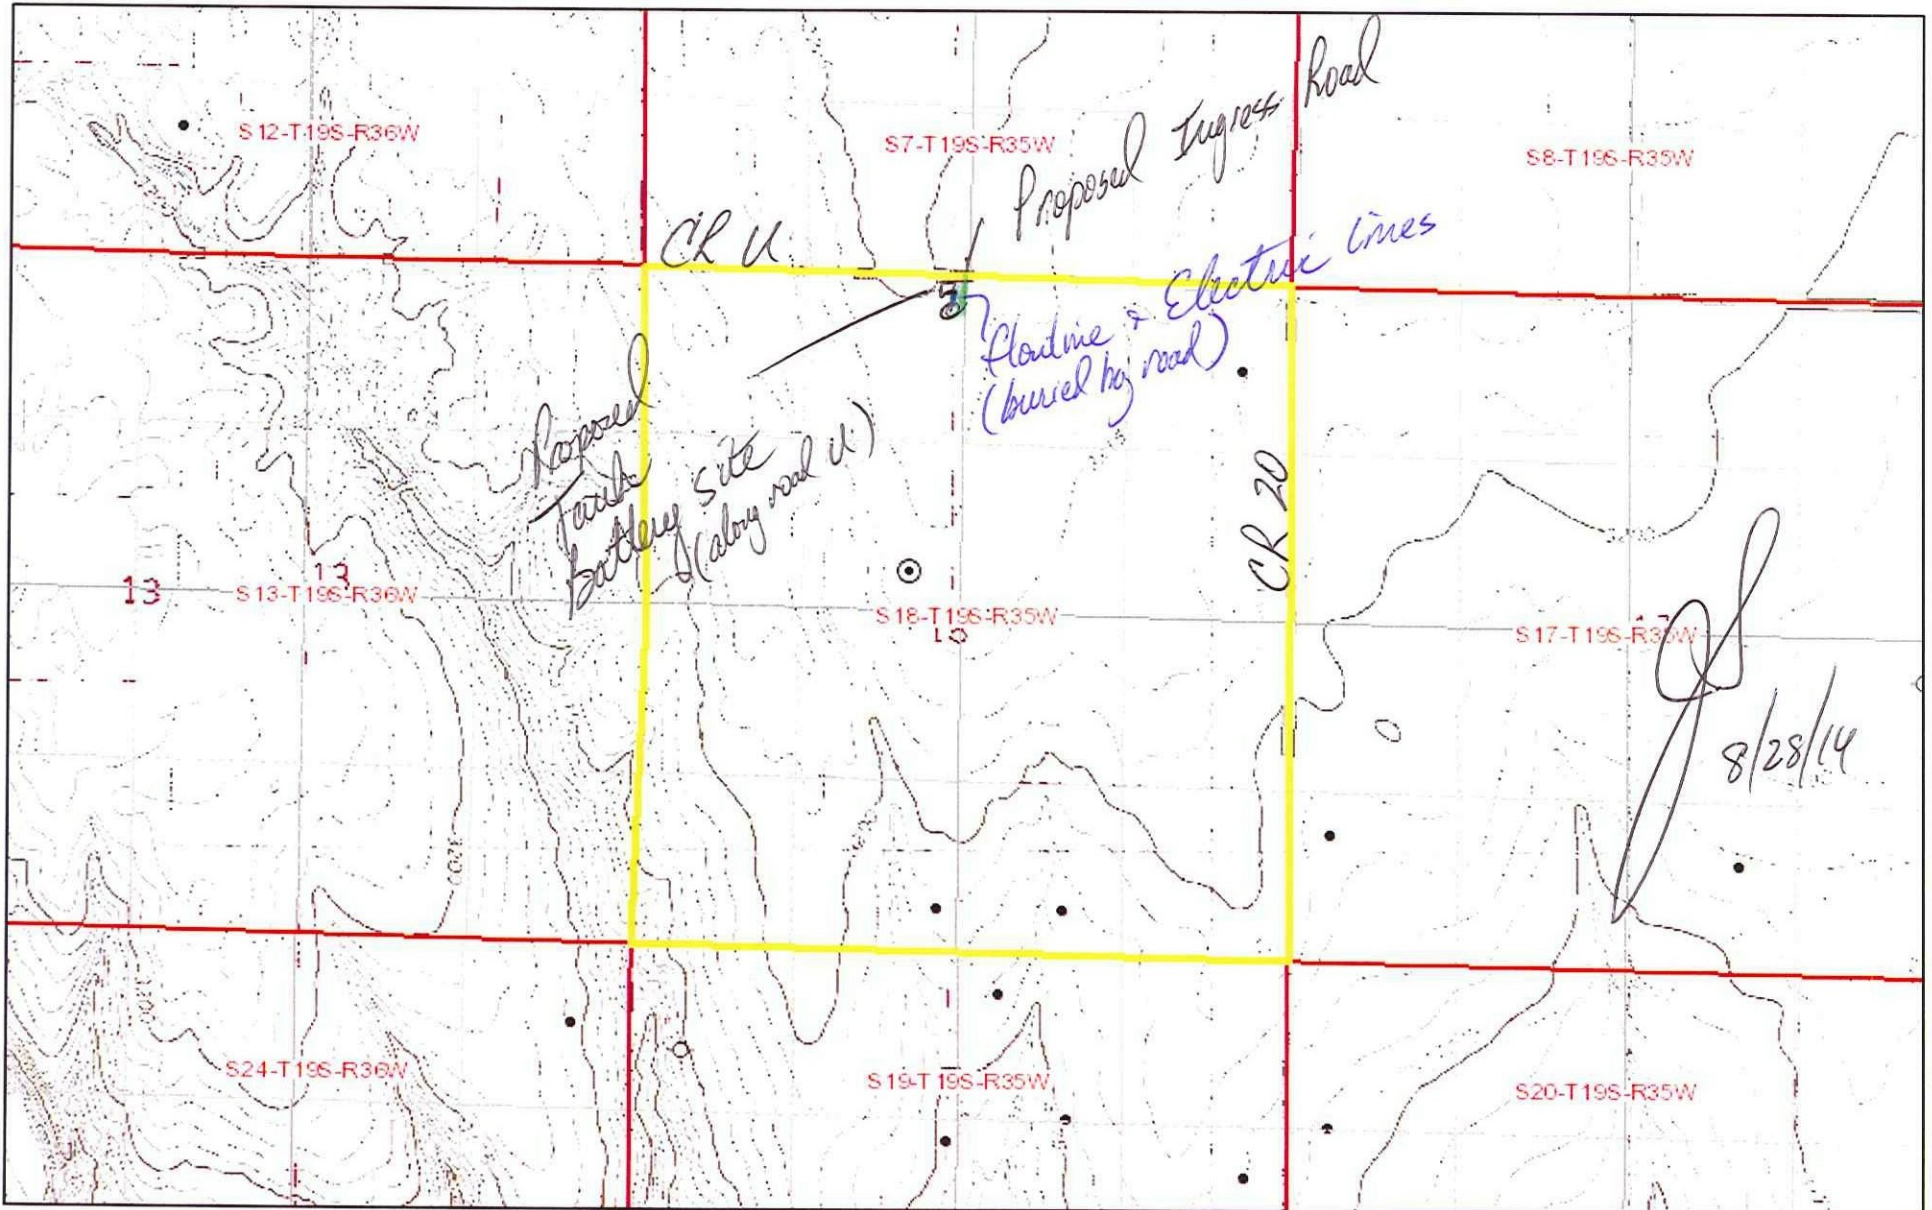 S12-T19S-R36W
S7-T19S-R35W
S8-T19S-R35W
Proposed Ingress Road
CR U
Flowline & Electric Lines
(buried by road)
Proposed
Tank
Battery Site
(along road U)
CR 20
13
13
S13-T19S-R36W
S18-T19S-R35W
S17-T19S-R35W
8/28/14
S24-T19S-R36W
S19-T19S-R35W
S20-T19S-R35W